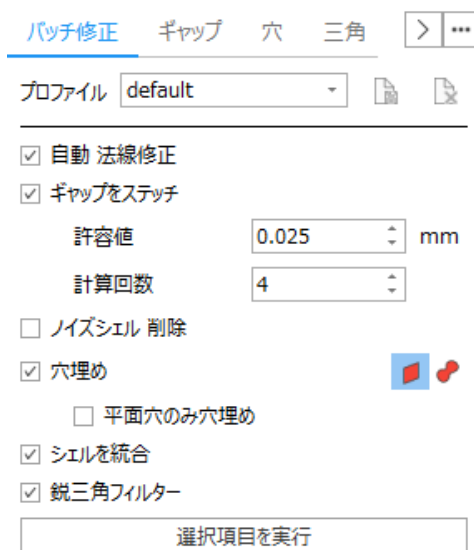 バッチ修正 ギャップ 穴 三角
プロファイル default
自動 法線修正
ギャップをステッチ
許容値 0.025 mm
計算回数 4
ノイズシェル 削除
穴埋め
平面穴のみ穴埋め
シェルを統合
鋭三角フィルター
選択項目を実行